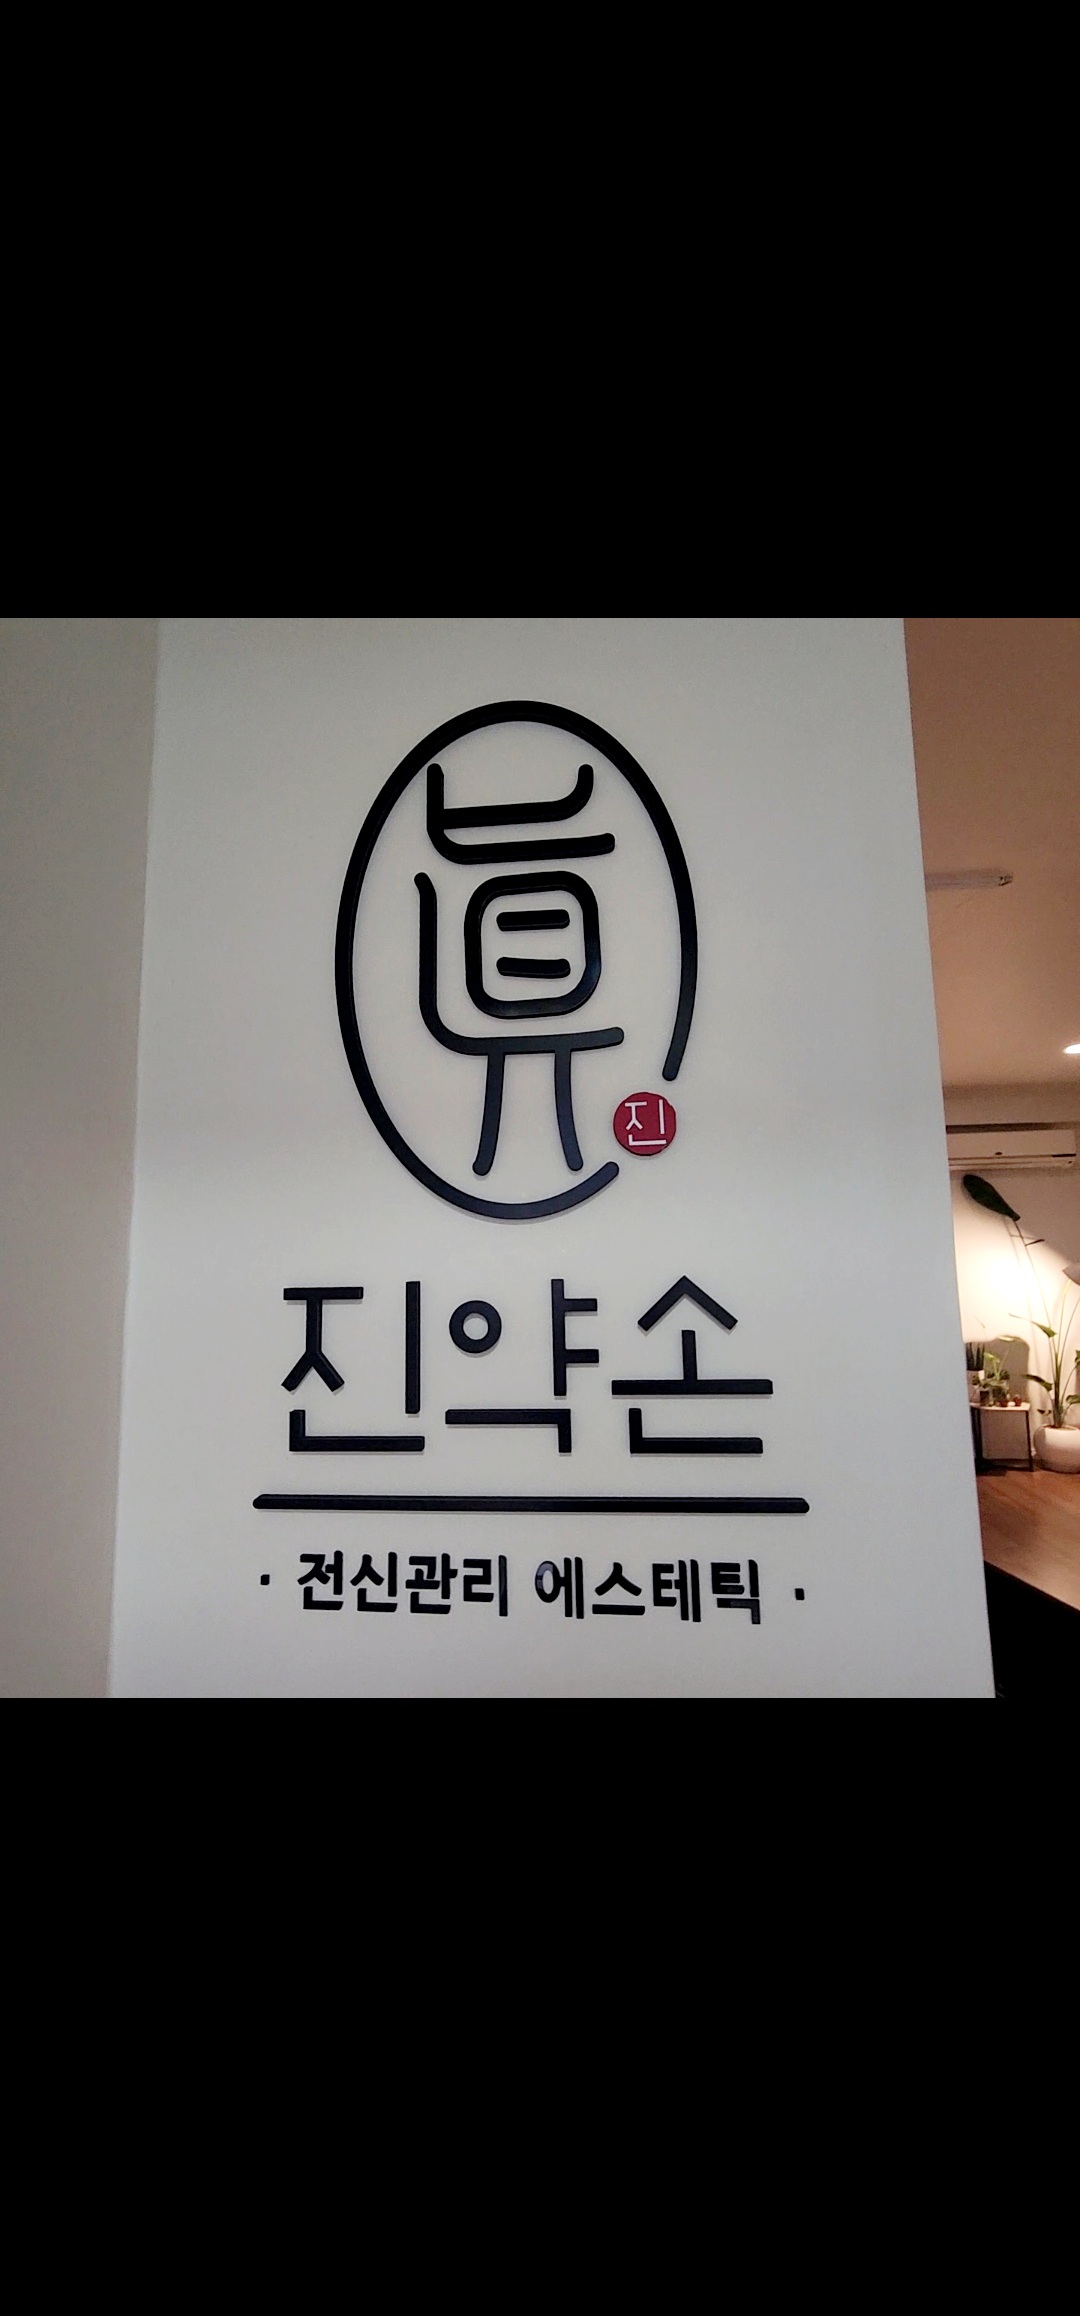 眞
진
진약손
· 전신관리 에스테틱 ·